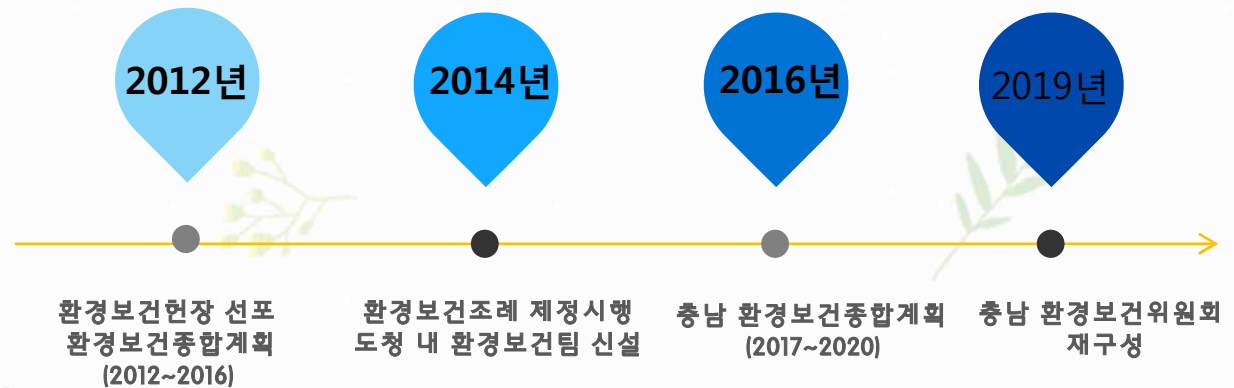 2012년
2014년
2016년
2019년
환경보건헌장 선포
환경보건종합계획
(2012~2016)
환경보건조례 제정시행
도청 내 환경보건팀 신설
충남 환경보건종합계획
(2017~2020)
충남 환경보건위원회
재구성